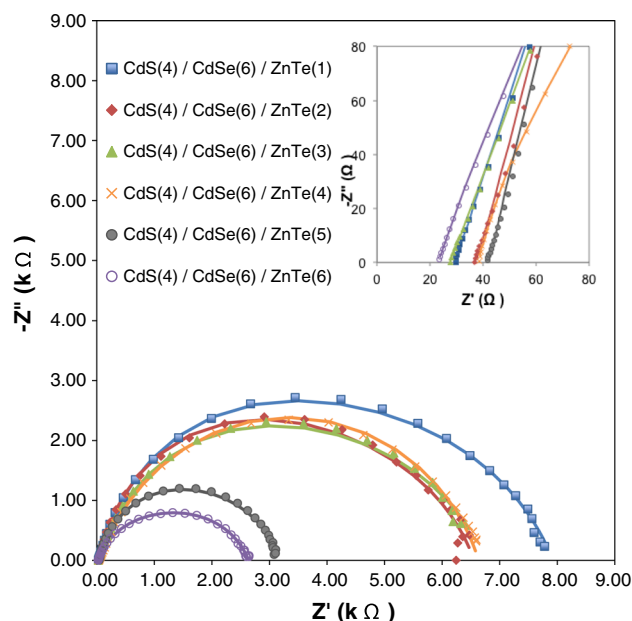 -Z" (k Ω)
9.00
8.00
7.00
6.00
5.00
4.00
3.00
2.00
1.00
0.00
CdS(4) / CdSe(6) / ZnTe(1)
CdS(4) / CdSe(6) / ZnTe(2)
CdS(4) / CdSe(6) / ZnTe(3)
CdS(4) / CdSe(6) / ZnTe(4)
CdS(4) / CdSe(6) / ZnTe(5)
CdS(4) / CdSe(6) / ZnTe(6)
-Z" (Ω)
80
60
40
20
0
0 20 40 60 80
Z' (Ω)
0.00 1.00 2.00 3.00 4.00 5.00 6.00 7.00 8.00 9.00
Z' (k Ω)